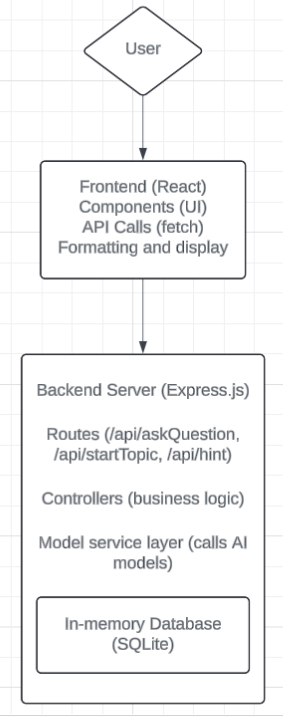 User
Frontend (React)
Components (UI)
API Calls (fetch)
Formatting and display
Backend Server (Express.js)
Routes (/api/askQuestion,
/api/startTopic, /api/hint)
Controllers (business logic)
Model service layer (calls AI
models)
In-memory Database
(SQLite)